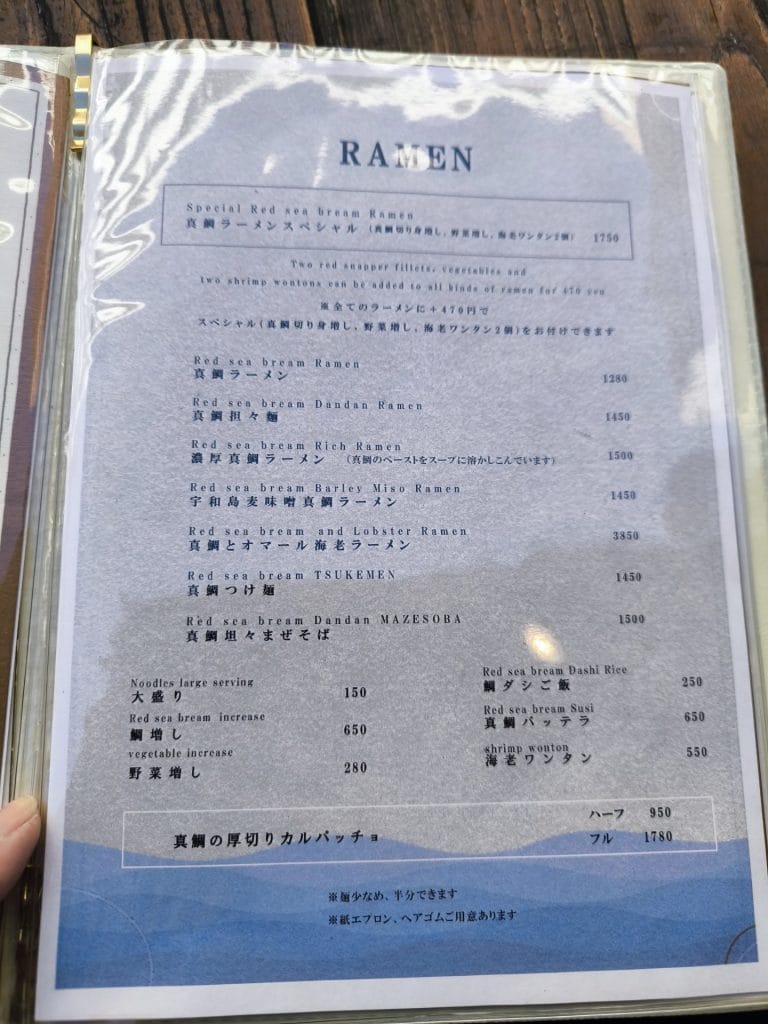 RAMEN
Special Red sea bream Ramen
真鯛ラーメンスペシャル (真鯛切り身増し, 野菜増し, 海老ワンタン2個) 1750
Two red snapper fillets, vegetables and
two shrimp wontons can be added to all kinds of ramen for 470 yen
※全てのラーメンに+470円で
スペシャル(真鯛切り身増し, 野菜増し, 海老ワンタン2個)をお付けできます
Red sea bream Ramen
真鯛ラーメン 1280
Red sea bream Dandan Ramen
真鯛担々麺 1450
Red sea bream Rich Ramen
濃厚真鯛ラーメン (真鯛のペーストをスープに溶かしこんでいます) 1500
Red sea bream Barley Miso Ramen
宇和島麦味噌真鯛ラーメン 1450
Red sea bream and Lobster Ramen
真鯛とオマール海老ラーメン 3850
Red sea bream TSUKEMEN
真鯛つけ麺 1450
Red sea bream Dandan MAZESOBA
真鯛坦々まぜそば 1500
Noodles large serving
大盛り 150
Red sea bream increase
鯛増し 650
vegetable increase
野菜増し 280
Red sea bream Dashi Rice
鯛ダシご飯 250
Red sea bream Susi
真鯛バッテラ 650
shrimp wonton
海老ワンタン 550
真鯛の厚切りカルパッチョ
ハーフ 950
フル 1780
※麺少なめ、半分できます
※紙エプロン、ヘアゴムご用意あります